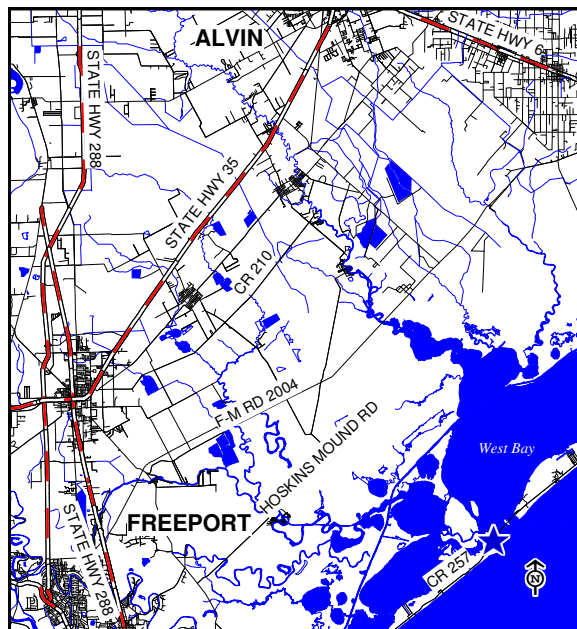 ALVIN
STATE HWY 6
STATE HWY 288
STATE HWY 35
CR 210
F-M RD 2004
HOSKINS MOUND RD
West Bay
FREEPORT
STATE HWY 288
CR 257
N